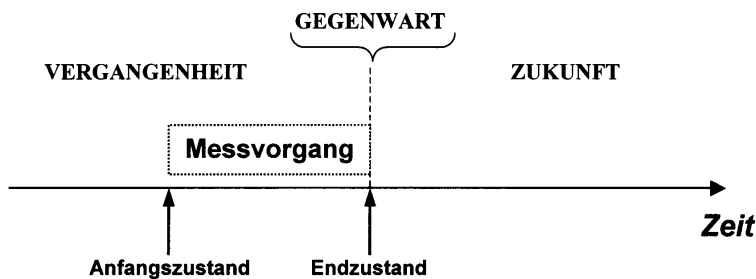 GEGENWART
VERGANGENHEIT
ZUKUNFT
Messvorgang
Zeit
Anfangszustand
Endzustand